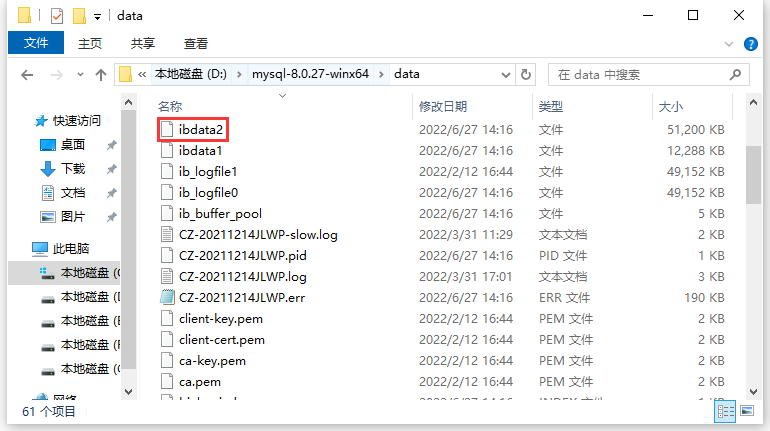 data
文件 主页 共享 查看
« 本地磁盘 (D:) › mysql-8.0.27-winx64 › data 在 data 中搜索
名称 修改日期 类型 大小
快速访问
桌面
下载
文档
图片
此电脑
本地磁盘 (
本地磁盘 (
本地磁盘 (
本地磁盘 (
本地磁盘 (
网络
ibdata2 2022/6/27 14:16 文件 51,200 KB
ibdata1 2022/6/27 14:16 文件 12,288 KB
ib_logfile1 2022/2/12 16:44 文件 49,152 KB
ib_logfile0 2022/6/27 14:16 文件 49,152 KB
ib_buffer_pool 2022/6/27 14:16 文件 5 KB
CZ-20211214JLWP-slow.log 2022/3/31 11:29 文本文档 2 KB
CZ-20211214JLWP.pid 2022/6/27 14:16 PID 文件 1 KB
CZ-20211214JLWP.log 2022/3/31 17:01 文本文档 3 KB
CZ-20211214JLWP.err 2022/6/27 14:16 ERR 文件 190 KB
client-key.pem 2022/2/12 16:44 PEM 文件 2 KB
client-cert.pem 2022/2/12 16:44 PEM 文件 2 KB
ca-key.pem 2022/2/12 16:44 PEM 文件 2 KB
ca.pem 2022/2/12 16:44 PEM 文件 2 KB
61 个项目